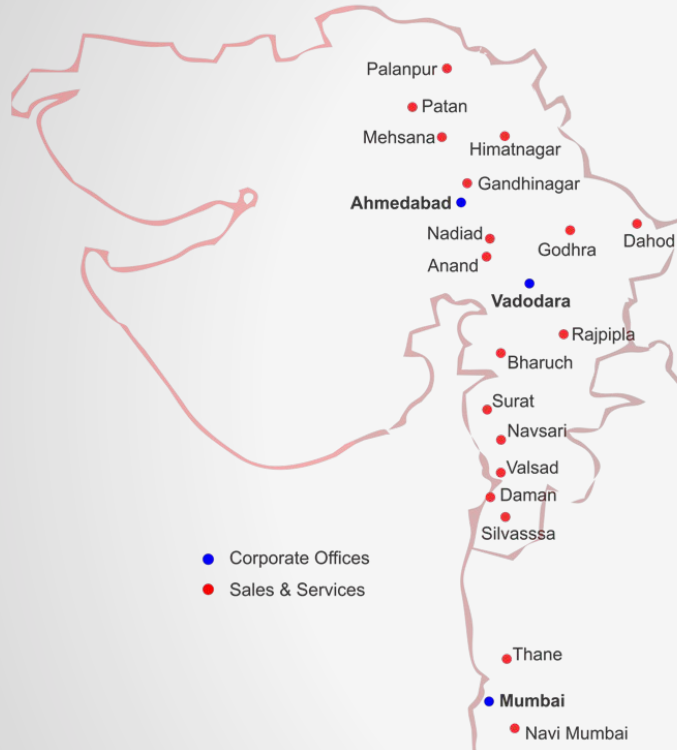 Palanpur
Patan
Mehsana
Himatnagar
Gandhinagar
Ahmedabad
Nadiad
Godhra
Dahod
Anand
Vadodara
Rajpipla
Bharuch
Surat
Navsari
Valsad
Daman
Silvasssa
Corporate Offices
Sales & Services
Thane
Mumbai
Navi Mumbai